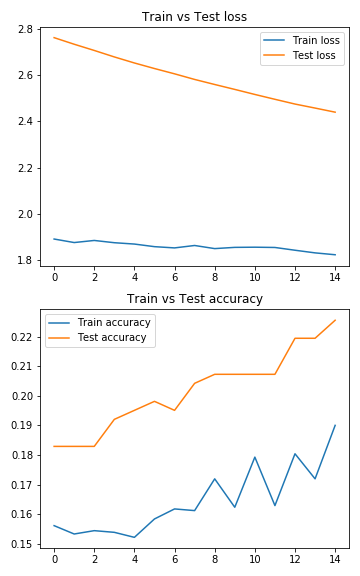 Train vs Test loss
2.8
2.6
2.4
2.2
2.0
1.8
Train loss
Test loss
0 2 4 6 8 10 12 14
Train vs Test accuracy
0.22
0.21
0.20
0.19
0.18
0.17
0.16
0.15
Train accuracy
Test accuracy
0 2 4 6 8 10 12 14